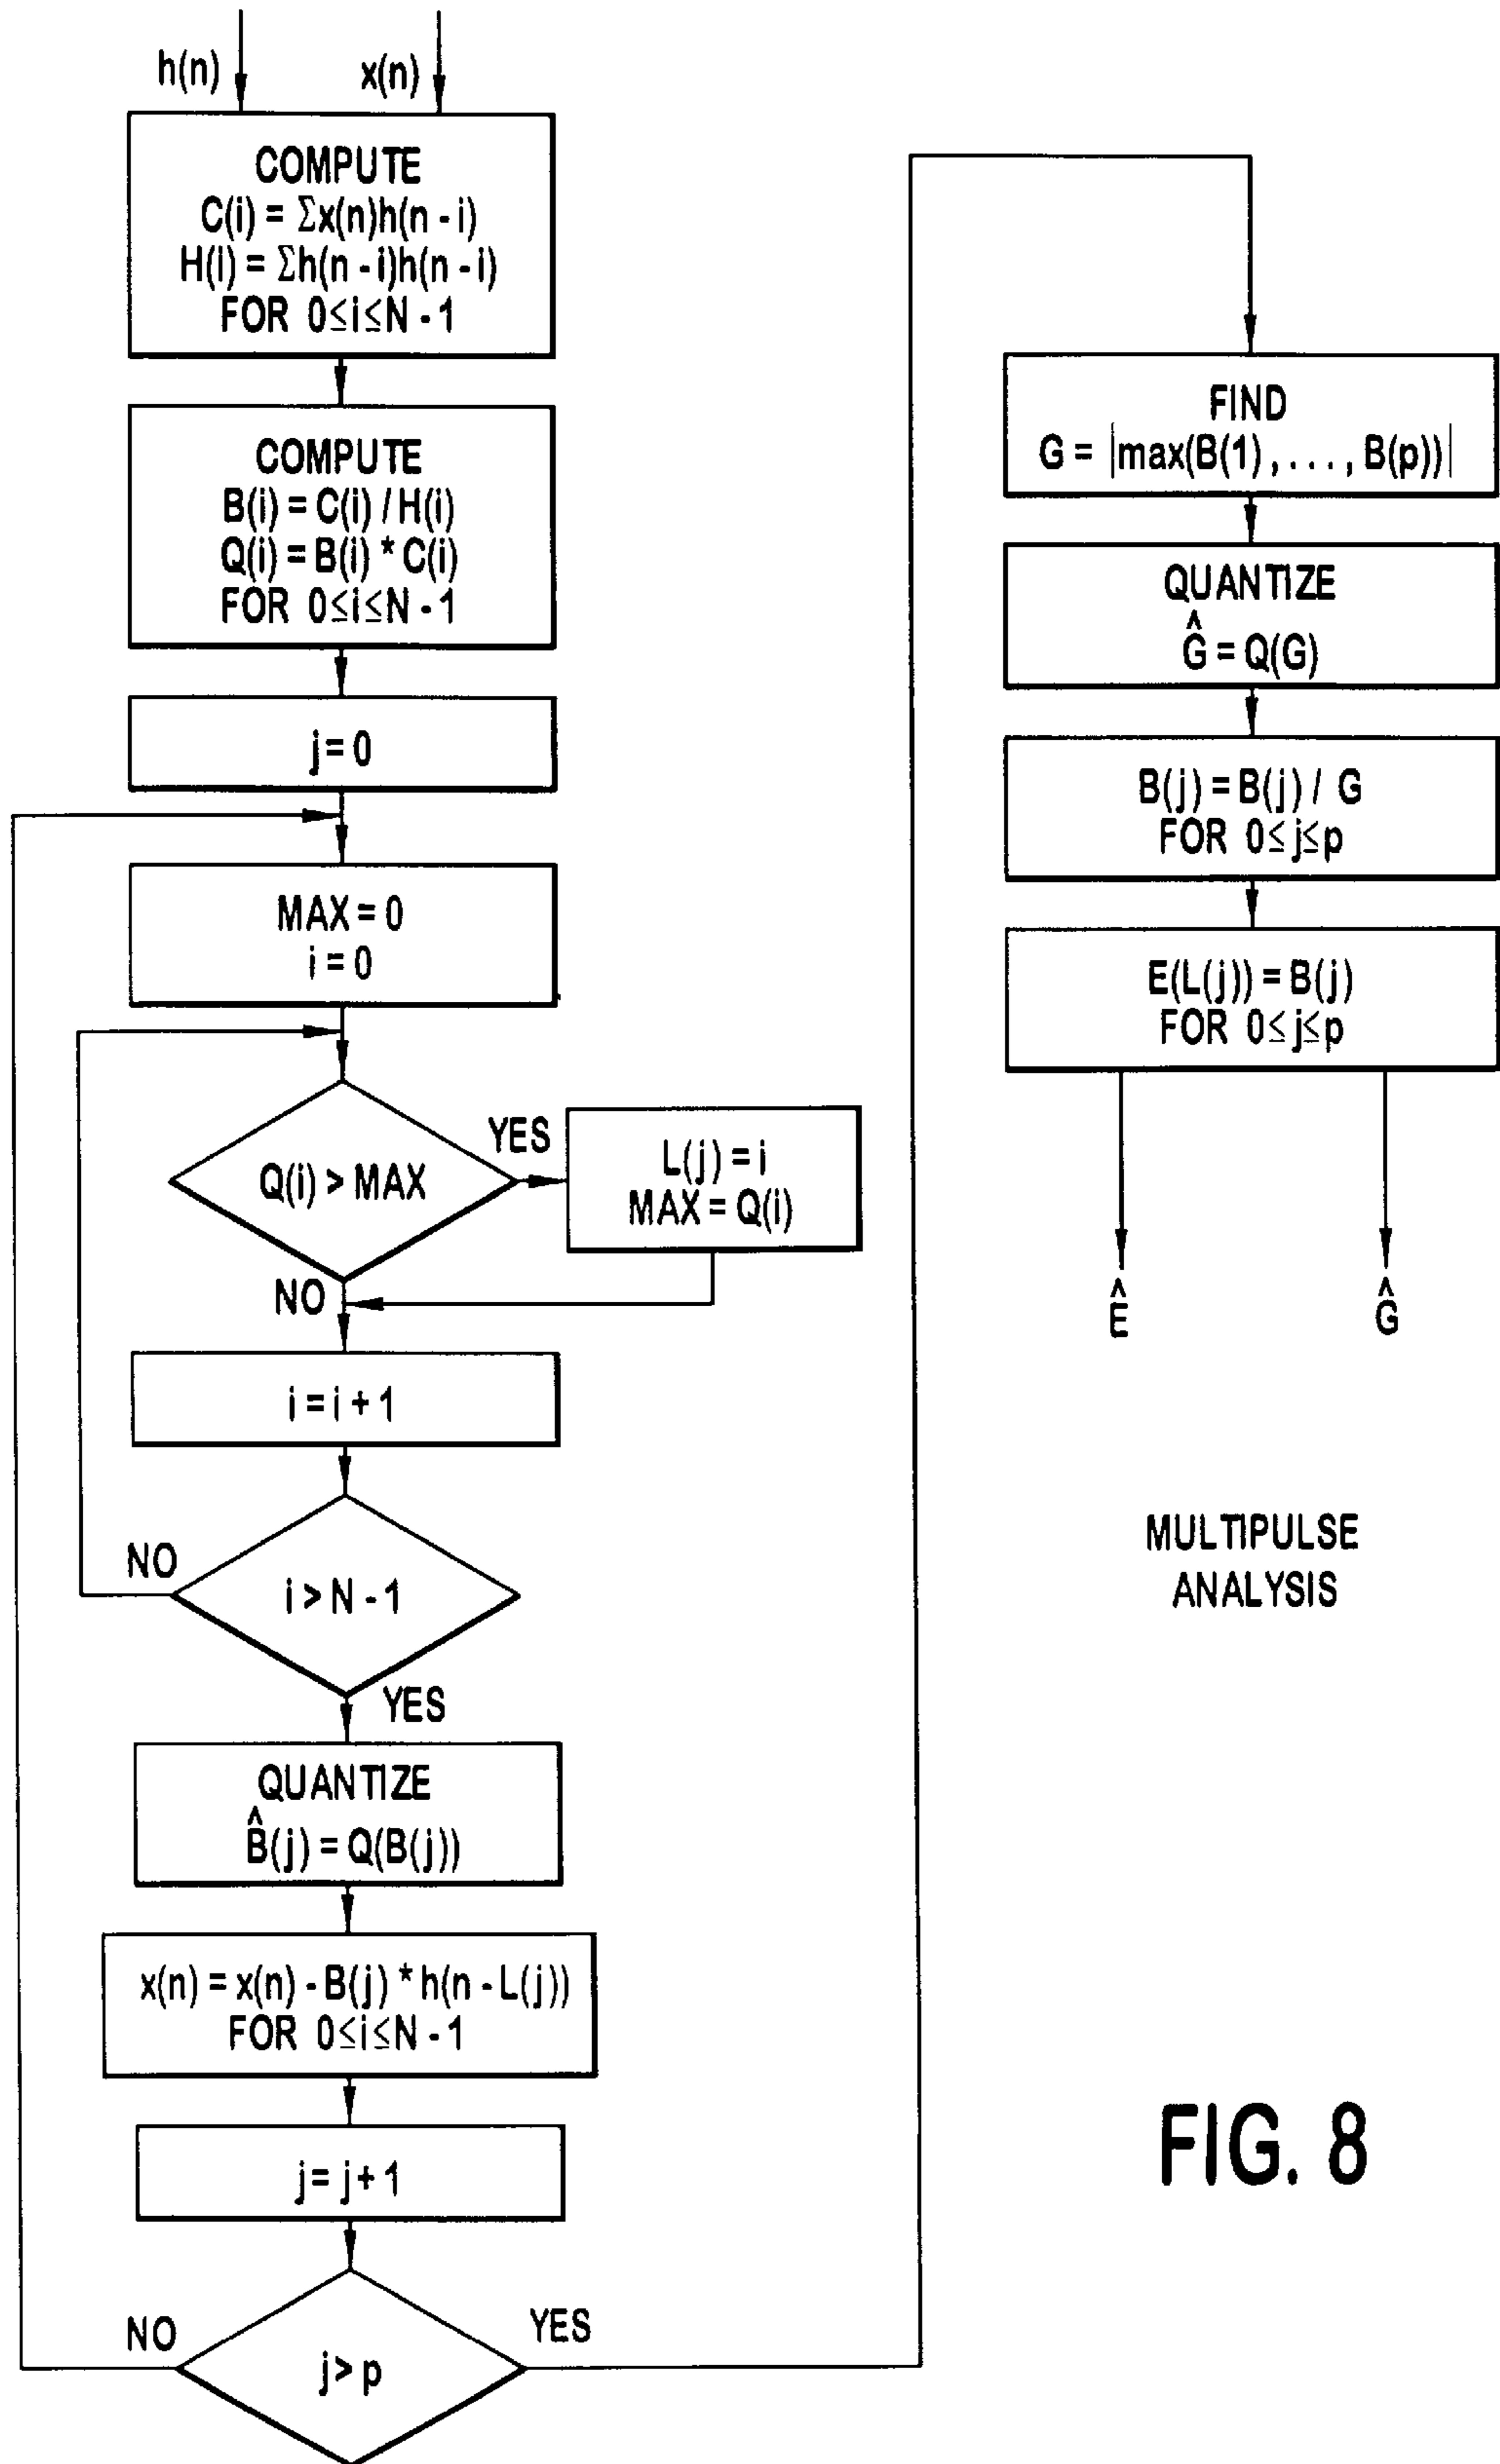 h(n)
x(n)
COMPUTE
C(i) = Σx(n)h(n - i)
H(i) = Σh(n - i)h(n - i)
FOR 0≤i≤N - 1
COMPUTE
B(i) = C(i) / H(i)
Q(i) = B(i) * C(i)
FOR 0≤i≤N - 1
j = 0
MAX = 0
i = 0
Q(i) > MAX
YES
L(j) = i
MAX = Q(i)
NO
i = i + 1
NO
i > N - 1
YES
QUANTIZE
B̂(j) = Q(B(j))
x(n) = x(n) - B(j) * h(n - L(j))
FOR 0≤i≤N - 1
j = j + 1
NO
j > p
YES
FIND
G = |max(B(1) , . . . , B(p))|
QUANTIZE
Ĝ = Q(G)
B(j) = B(j) / G
FOR 0≤j≤p
E(L(j)) = B(j)
FOR 0≤j≤p
Ê
Ĝ
MULTIPULSE
ANALYSIS
FIG. 8